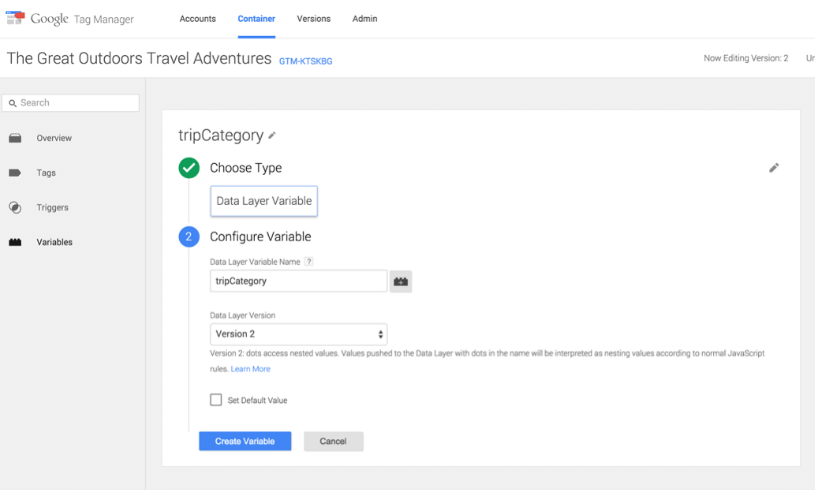 Google Tag Manager
Accounts Container Versions Admin
The Great Outdoors Travel Adventures GTM-KTSKBG
Now Editing Version: 2
Search
Overview
Tags
Triggers
Variables
tripCategory
Choose Type
Data Layer Variable
2 Configure Variable
Data Layer Variable Name ?
tripCategory
Data Layer Version
Version 2
Version 2: dots access nested values. Values pushed to the Data Layer with dots in the name will be interpreted as nesting values according to normal JavaScript
rules. Learn More
Set Default Value
Create Variable Cancel